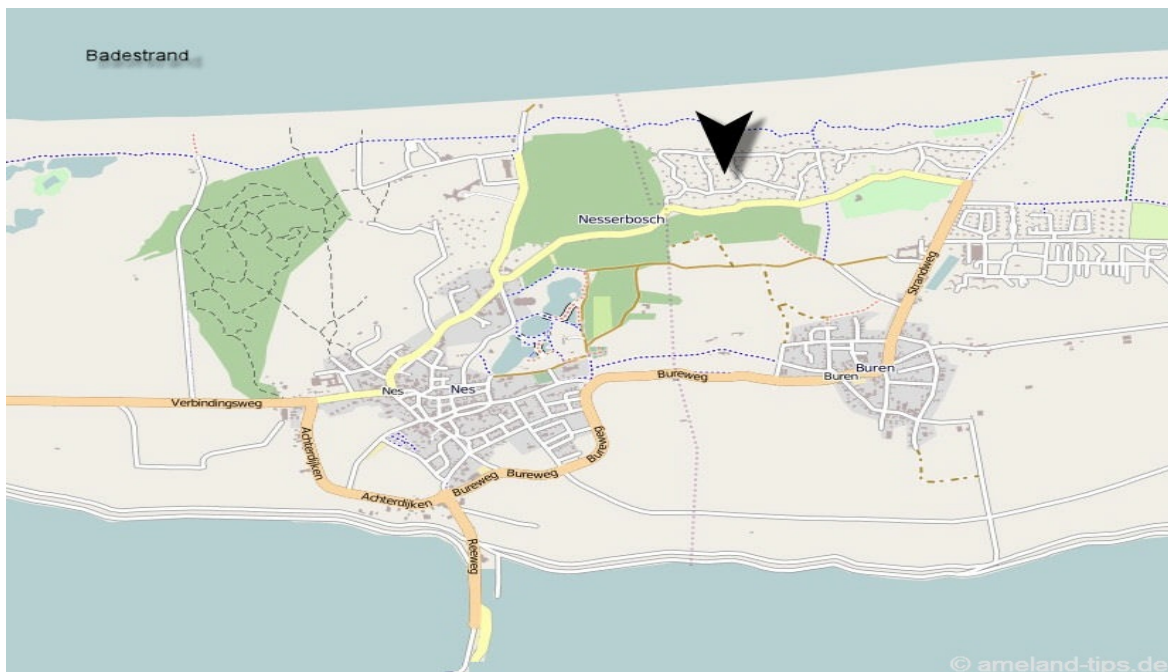 Badestrand
Nesserbosch
Strandweg
Buren
Buren
Bureweg
Nes
Nes
Verbindingsweg
Achterdijken
Bureweg
Bureweg
Bureweg
Achterdijken
Reeweg
© ameland-tips.de